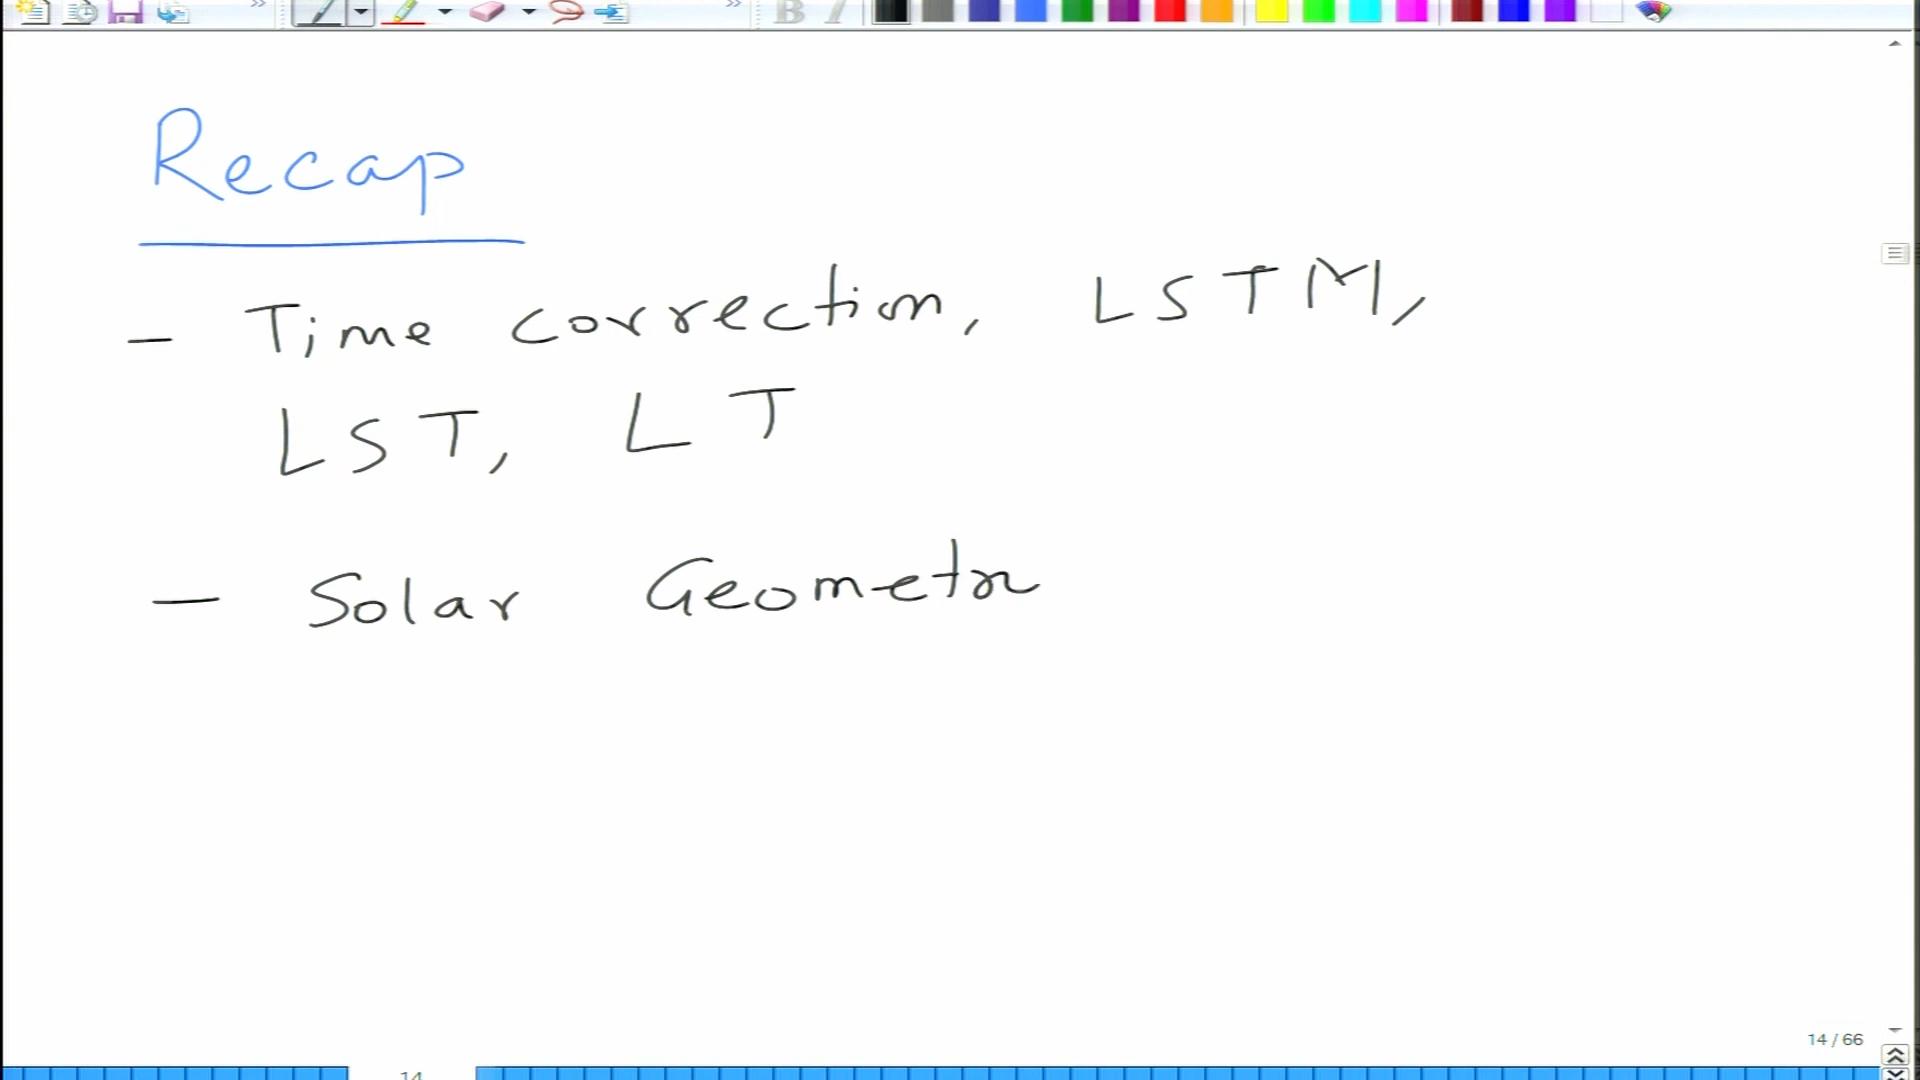 Recap
- Time correction, LSTM,
LST, LT
- Solar Geometr
14 / 66
14